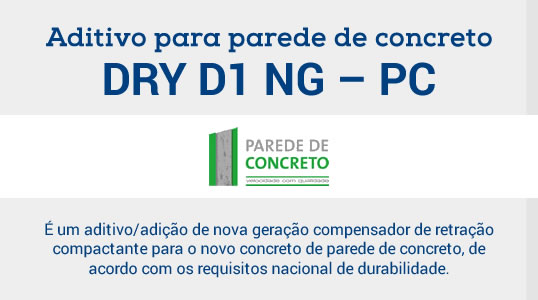 Aditivo para parede de concreto
DRY D1 NG – PC
PAREDE DE
CONCRETO
velocidade com qualidade
É um aditivo/adição de nova geração compensador de retração
compactante para o novo concreto de parede de concreto, de
acordo com os requisitos nacional de durabilidade.